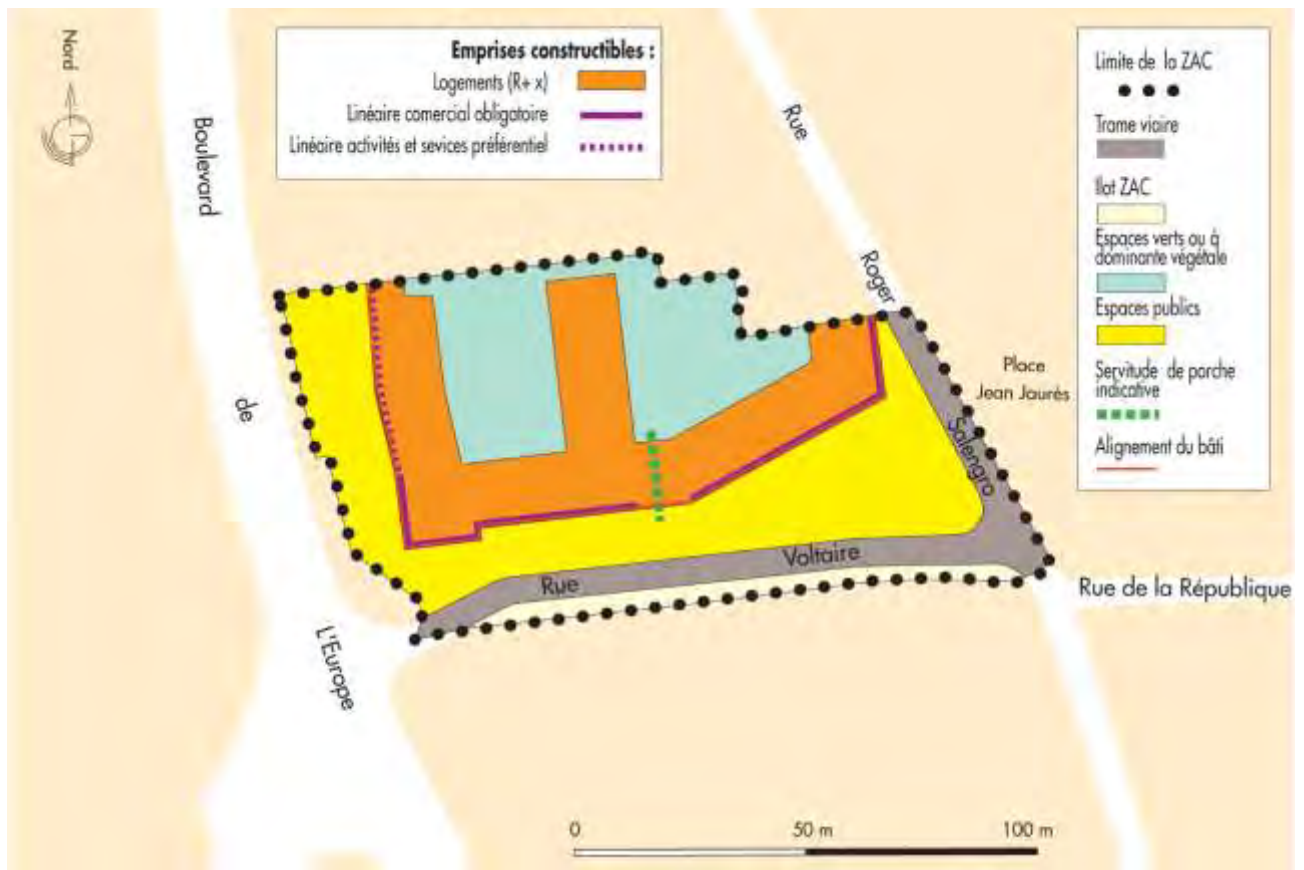 Nord
Emprises constructibles :
Logements (R+ x)
Linéaire comercial obligatoire
Linéaire activités et sevices préférentiel
Limite de la ZAC
Trame viaire
Ilot ZAC
Espaces verts ou à
dominante végétale
Espaces publics
Servitude de porche
indicative
Alignement du bâti
Boulevard
de
L'Europe
Rue
Roger
Salengro
Place
Jean Jaurès
Rue
Voltaire
Rue de la République
0
50 m
100 m